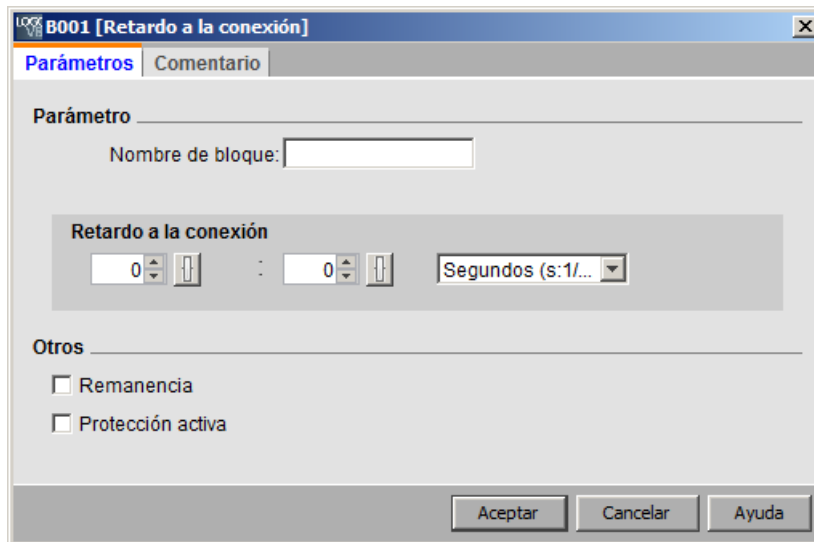 B001 [Retardo a la conexión]
Parámetros Comentario
Parámetro
Nombre de bloque:
Retardo a la conexión
0 : 0 Segundos (s:1/...
Otros
Remanencia
Protección activa
Aceptar Cancelar Ayuda